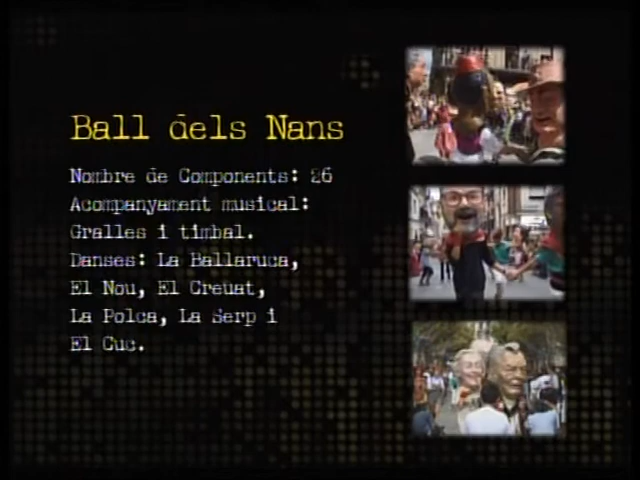 Ball dels Nans
Nombre de Components: 26
Acompanyament musical:
Gralles i timbal.
Danses: La Ballaruca,
El Nou, El Creuat,
La Polca, La Serp i
El Cuc.